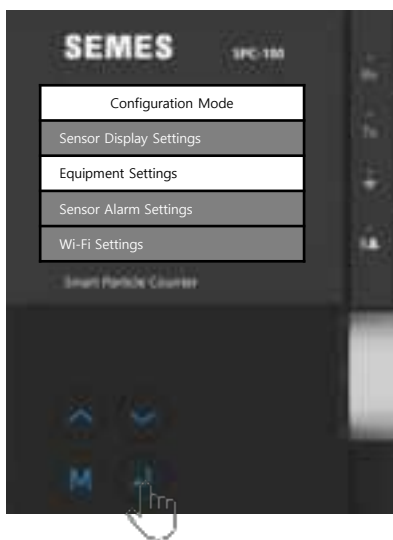 SEMES
SPC-100
Configuration Mode
Sensor Display Settings
Equipment Settings
Sensor Alarm Settings
Wi-Fi Settings
Smart Particle Counter
M